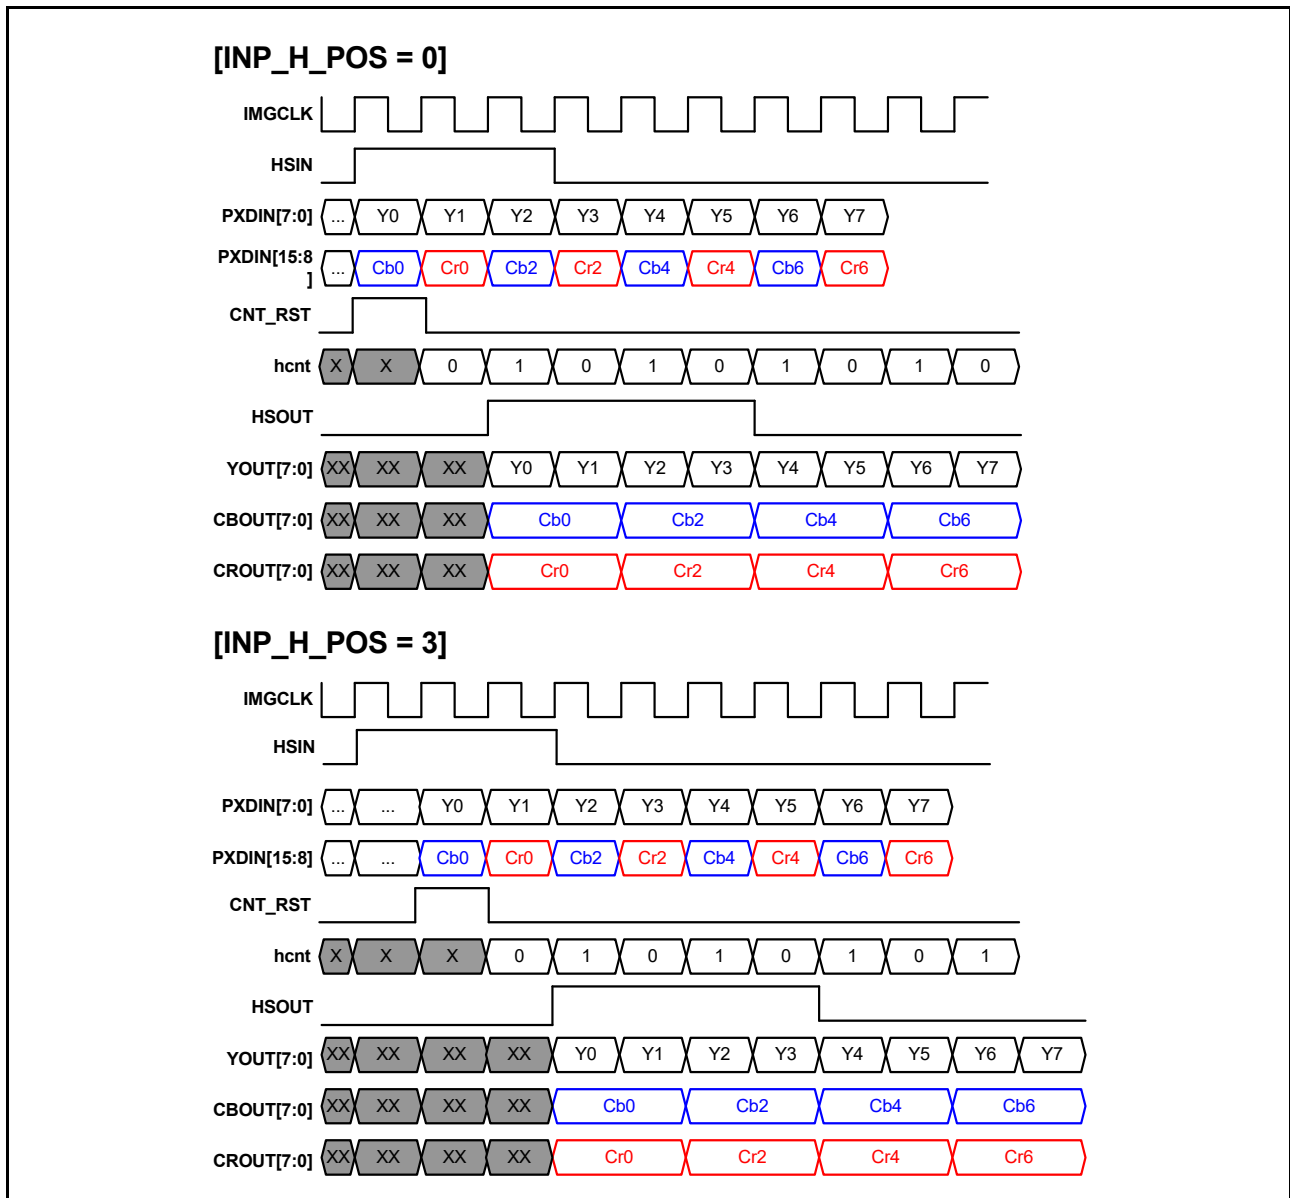 [INP_H_POS = 0]
IMGCLK
HSIN
PXDIN[7:0] ... Y0 Y1 Y2 Y3 Y4 Y5 Y6 Y7
PXDIN[15:8
] ... Cb0 Cr0 Cb2 Cr2 Cb4 Cr4 Cb6 Cr6
CNT_RST
hcnt X X 0 1 0 1 0 1 0 1 0
HSOUT
YOUT[7:0] XX XX XX Y0 Y1 Y2 Y3 Y4 Y5 Y6 Y7
CBOUT[7:0] XX XX XX Cb0 Cb2 Cb4 Cb6
CROUT[7:0] XX XX XX Cr0 Cr2 Cr4 Cr6
[INP_H_POS = 3]
IMGCLK
HSIN
PXDIN[7:0] ... ... Y0 Y1 Y2 Y3 Y4 Y5 Y6 Y7
PXDIN[15:8] ... ... Cb0 Cr0 Cb2 Cr2 Cb4 Cr4 Cb6 Cr6
CNT_RST
hcnt X X X 0 1 0 1 0 1 0 1
HSOUT
YOUT[7:0] XX XX XX XX Y0 Y1 Y2 Y3 Y4 Y5 Y6 Y7
CBOUT[7:0] XX XX XX XX Cb0 Cb2 Cb4 Cb6
CROUT[7:0] XX XX XX XX Cr0 Cr2 Cr4 Cr6